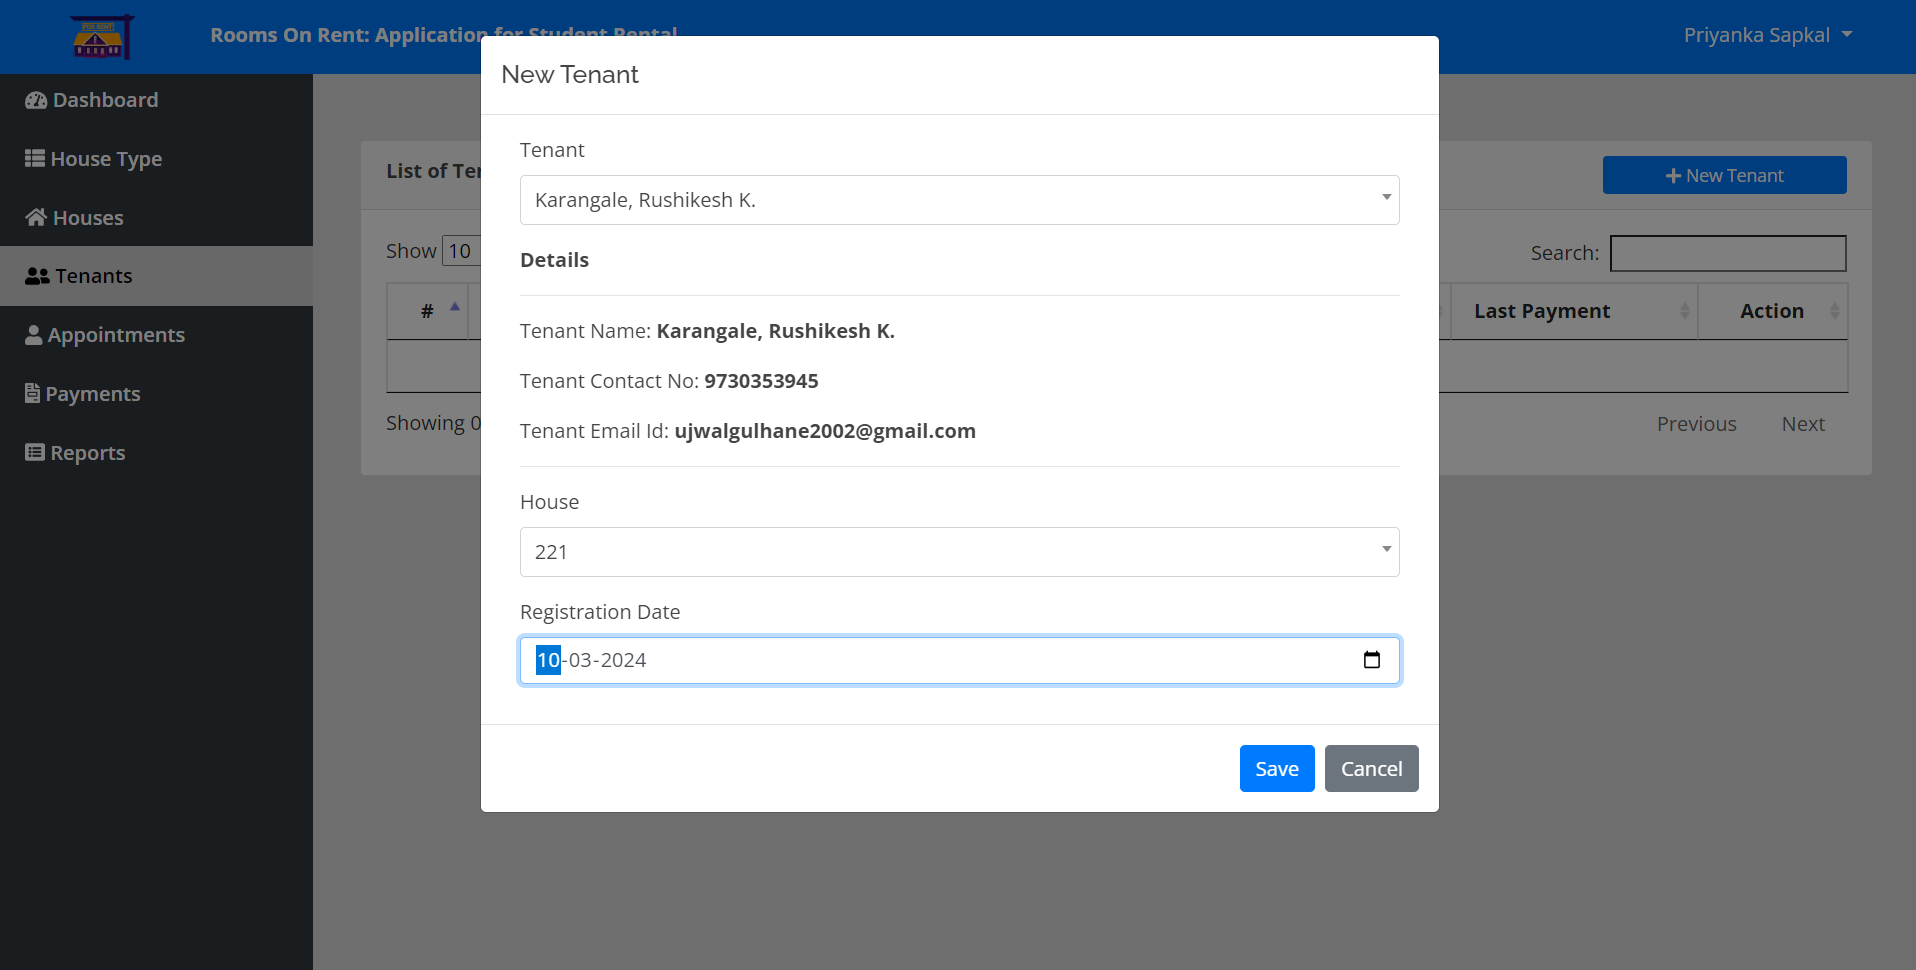 FOR RENT
Rooms On Rent: Application for Student Rental
Priyanka Sapkal
Dashboard
House Type
Houses
Tenants
Appointments
Payments
Reports
List of Ten
New Tenant
Show 10
Search:
#
Last Payment
Action
Showing 0
Previous
Next
New Tenant
Tenant
Karangale, Rushikesh K.
Details
Tenant Name: Karangale, Rushikesh K.
Tenant Contact No: 9730353945
Tenant Email Id: ujwalgulhane2002@gmail.com
House
221
Registration Date
10-03-2024
Save
Cancel